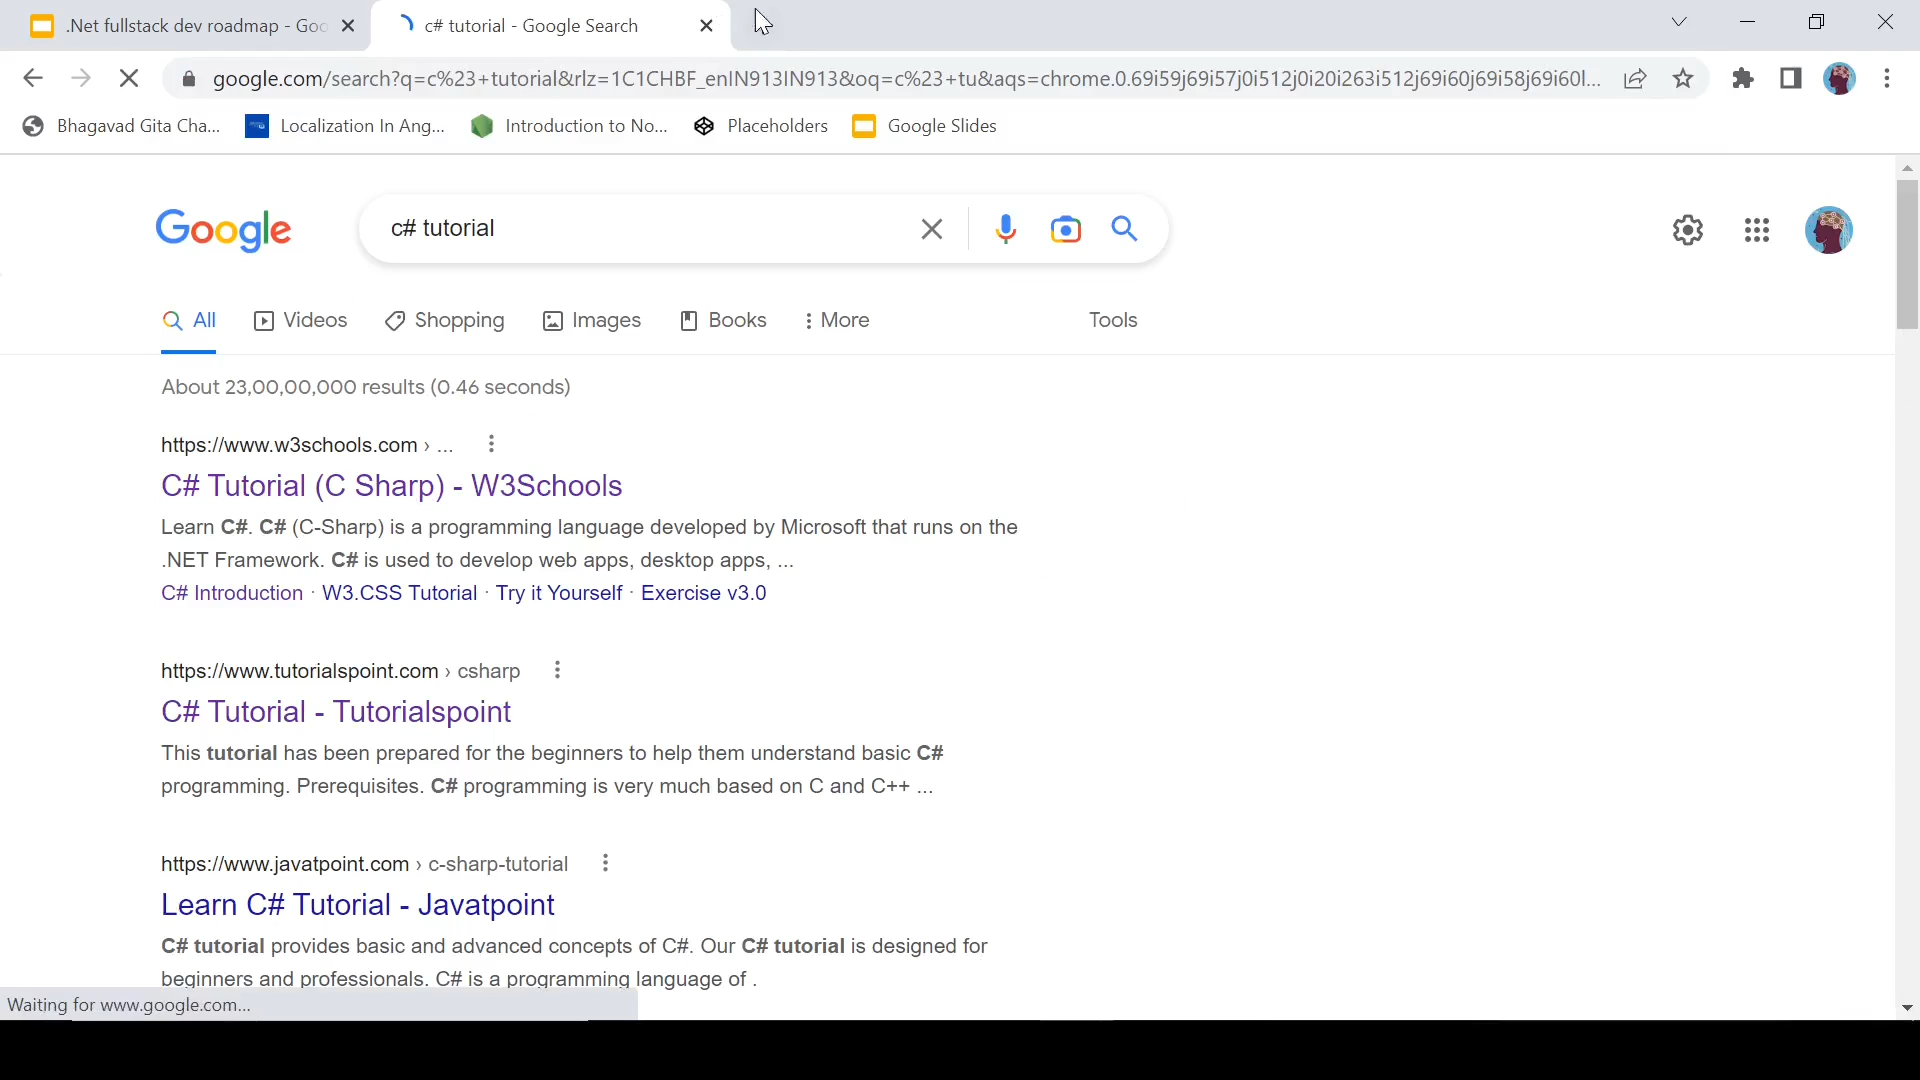 .Net fullstack dev roadmap - Goo
c# tutorial - Google Search
google.com/search?q=c%23+tutorial&rlz=1C1CHBF_enIN913IN913&oq=c%23+tu&aqs=chrome.0.69i59j69i57j0i512j0i20i263i512j69i60j69i58j69i60l...
Bhagavad Gita Cha...
Localization In Ang...
Introduction to No...
Placeholders
Google Slides
Google
c# tutorial
All
Videos
Shopping
Images
Books
More
Tools
About 23,00,00,000 results (0.46 seconds)
https://www.w3schools.com › ...
C# Tutorial (C Sharp) - W3Schools
Learn C#. C# (C-Sharp) is a programming language developed by Microsoft that runs on the
.NET Framework. C# is used to develop web apps, desktop apps, ...
C# Introduction · W3.CSS Tutorial · Try it Yourself · Exercise v3.0
https://www.tutorialspoint.com › csharp
C# Tutorial - Tutorialspoint
This tutorial has been prepared for the beginners to help them understand basic C#
programming. Prerequisites. C# programming is very much based on C and C++ ...
https://www.javatpoint.com › c-sharp-tutorial
Learn C# Tutorial - Javatpoint
C# tutorial provides basic and advanced concepts of C#. Our C# tutorial is designed for
beginners and professionals. C# is a programming language of .
Waiting for www.google.com...